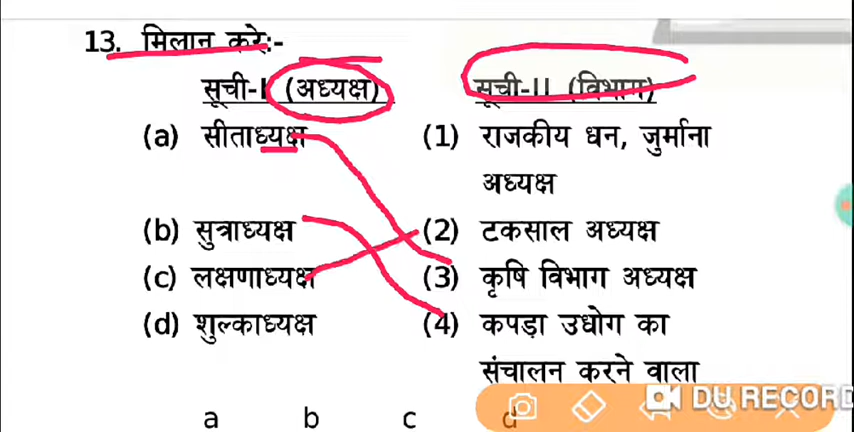 13. मिलान करे:-
सूची-I (अध्यक्ष) सूची-II (विभाग)
(a) सीताध्यक्ष (1) राजकीय धन, जुर्माना
अध्यक्ष
(b) सुत्राध्यक्ष (2) टकसाल अध्यक्ष
(c) लक्षणाध्यक्ष (3) कृषि विभाग अध्यक्ष
(d) शुल्काध्यक्ष (4) कपड़ा उधोग का
संचालन करने वाला
a b c d
DU RECORD